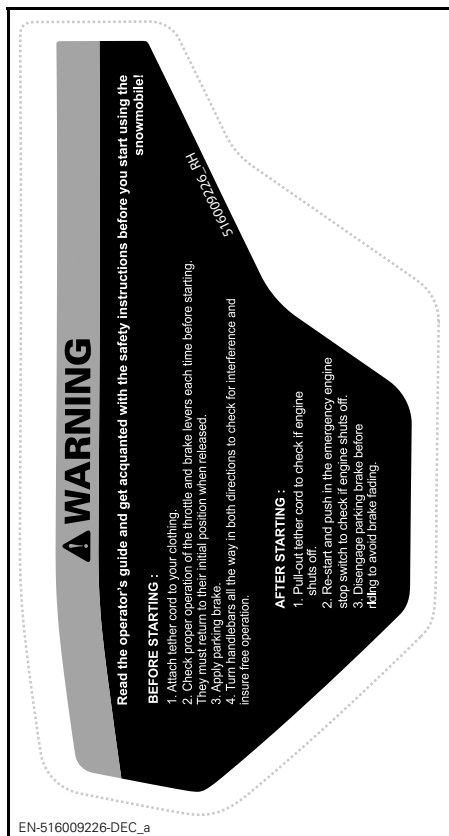 WARNING
Read the operator's guide and get acquanted with the safety instructions before you start using the
snowmobile!
BEFORE STARTING :
1. Attach tether cord to your clothing.
2. Check proper operation of the throttle and brake levers each time before starting.
They must return to their initial position when released.
3. Apply parking brake.
4. Turn handlebars all the way in both directions to check for interference and
insure free operation.
516009226_RH
AFTER STARTING :
1. Pull-out tether cord to check if engine
shuts off.
2. Re-start and push in the emergency engine
stop switch to check if engine shuts off.
3. Disengage parking brake before
riding to avoid brake fading.
EN-516009226-DEC_a